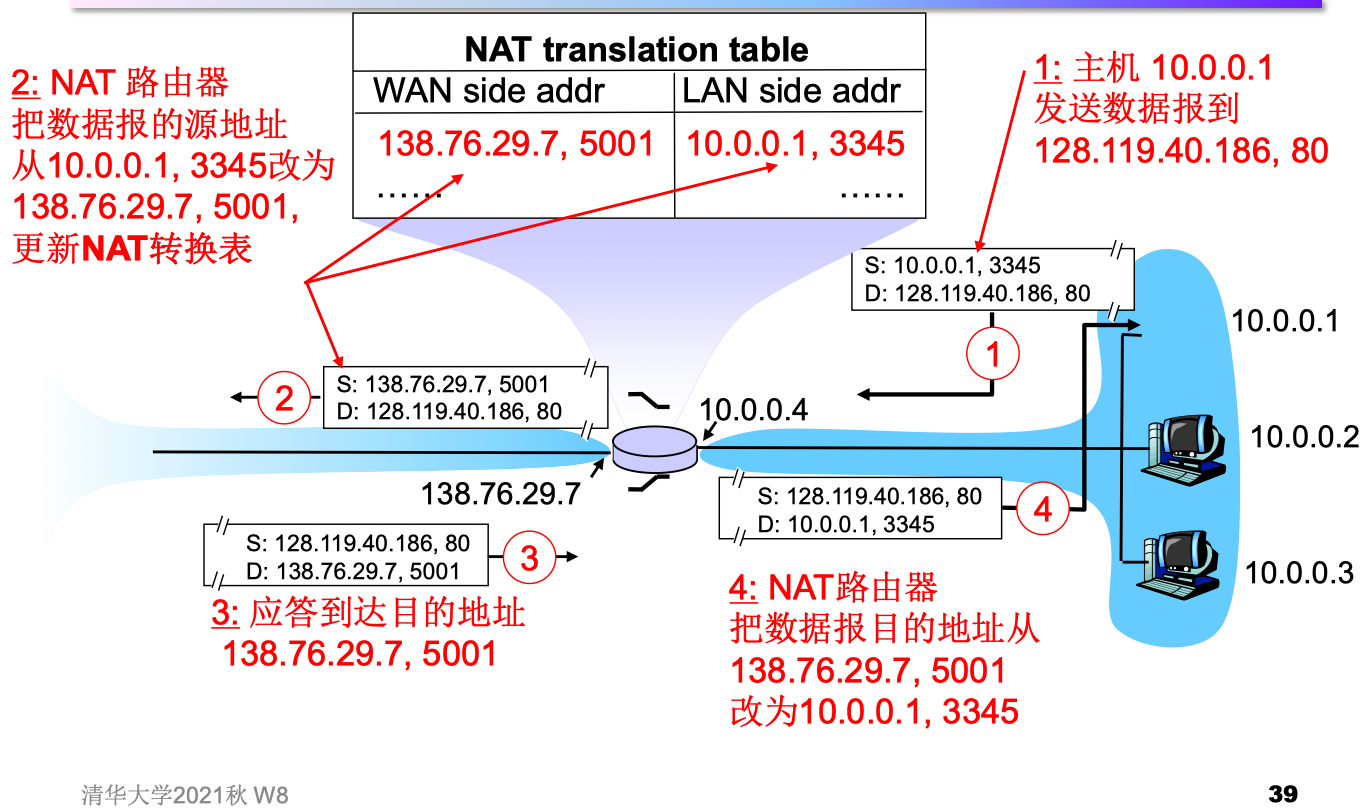 NAT translation table
WAN side addr
LAN side addr
138.76.29.7, 5001
10.0.0.1, 3345
……
……
2: NAT 路由器
把数据报的源地址
从10.0.0.1, 3345改为
138.76.29.7, 5001,
更新NAT转换表
1: 主机 10.0.0.1
发送数据报到
128.119.40.186, 80
S: 10.0.0.1, 3345
D: 128.119.40.186, 80
1
10.0.0.1
S: 138.76.29.7, 5001
D: 128.119.40.186, 80
2
10.0.0.4
10.0.0.2
138.76.29.7
S: 128.119.40.186, 80
D: 10.0.0.1, 3345
4
S: 128.119.40.186, 80
D: 138.76.29.7, 5001
3
10.0.0.3
3: 应答到达目的地址
138.76.29.7, 5001
4: NAT路由器
把数据报目的地址从
138.76.29.7, 5001
改为10.0.0.1, 3345
清华大学2021秋 W8
39